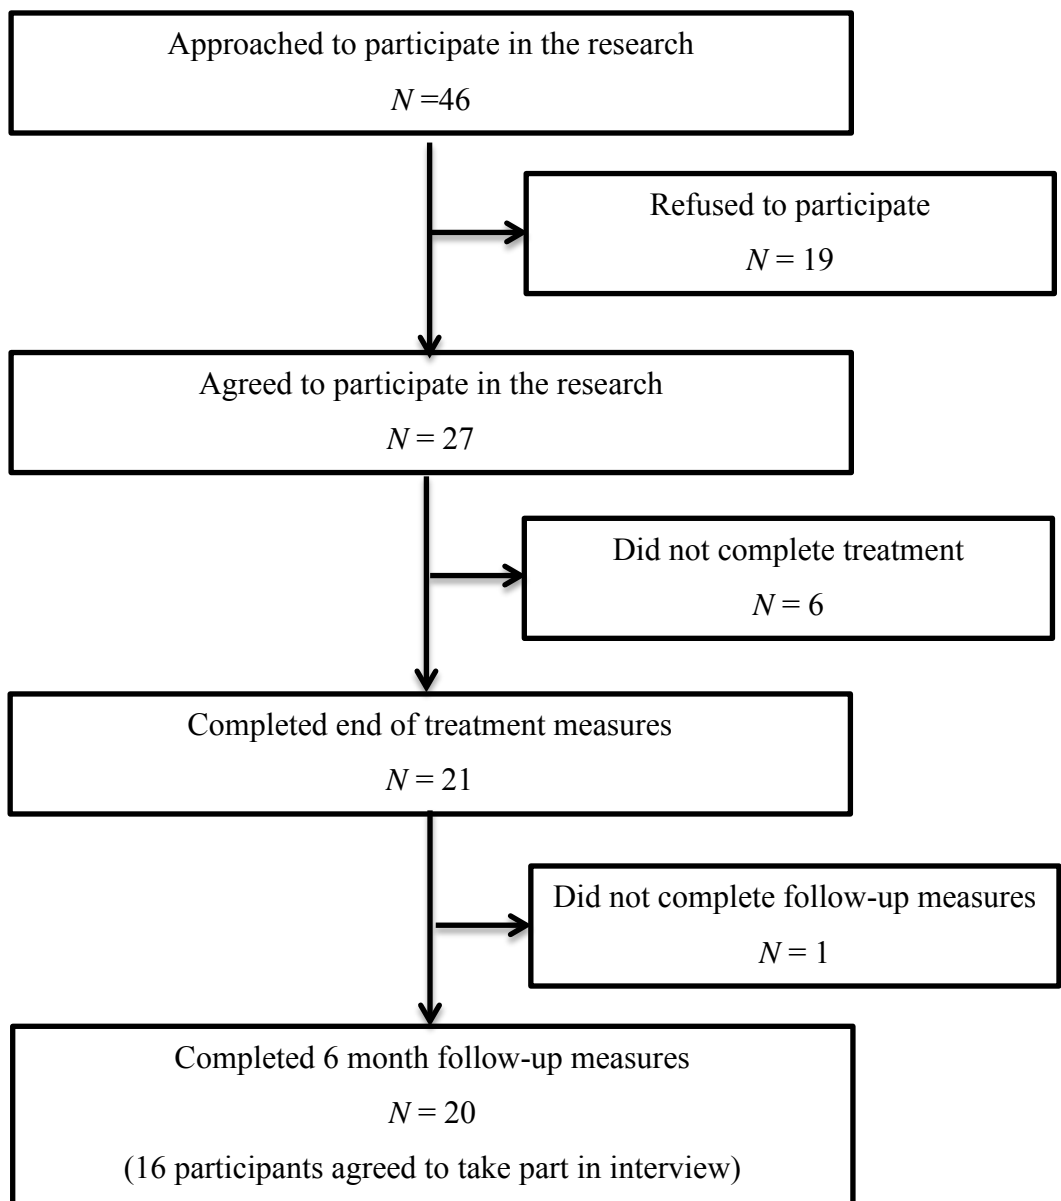 Approached to participate in the research
N =46
Refused to participate
N = 19
Agreed to participate in the research
N = 27
Did not complete treatment
N = 6
Completed end of treatment measures
N = 21
Did not complete follow-up measures
N = 1
Completed 6 month follow-up measures
N = 20
(16 participants agreed to take part in interview)